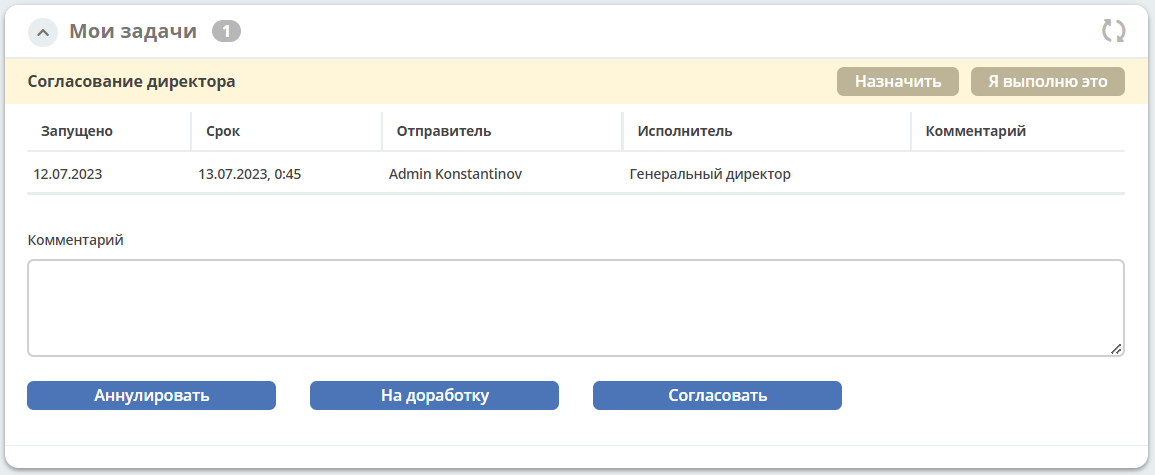 Мои задачи 1
Согласование директора Назначить Я выполню это
Запущено Срок Отправитель Исполнитель Комментарий
12.07.2023 13.07.2023, 0:45 Admin Konstantinov Генеральный директор
Комментарий
Аннулировать На доработку Согласовать